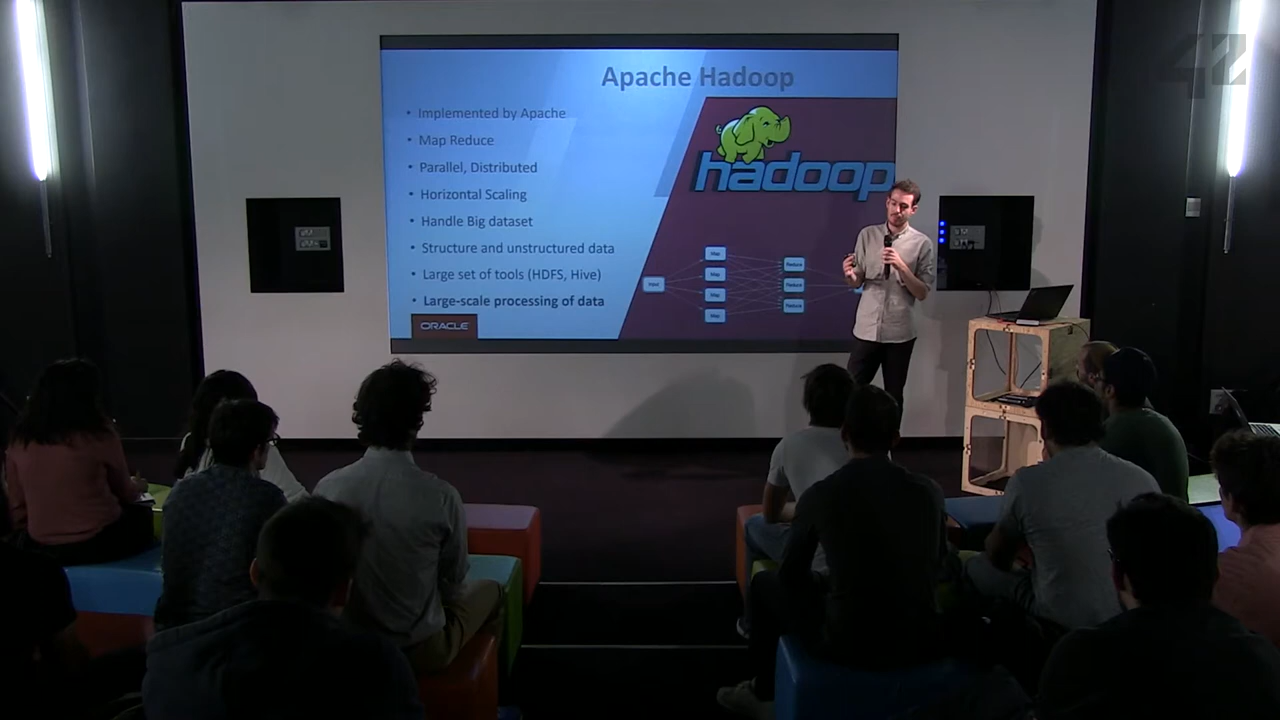 42
Apache Hadoop
• Implemented by Apache
• Map Reduce
• Parallel, Distributed
• Horizontal Scaling
• Handle Big dataset
• Structure and unstructured data
• Large set of tools (HDFS, Hive)
• Large-scale processing of data
hadoop
Map
Map
Map
Map
Reduce
Reduce
Reduce
ORACLE